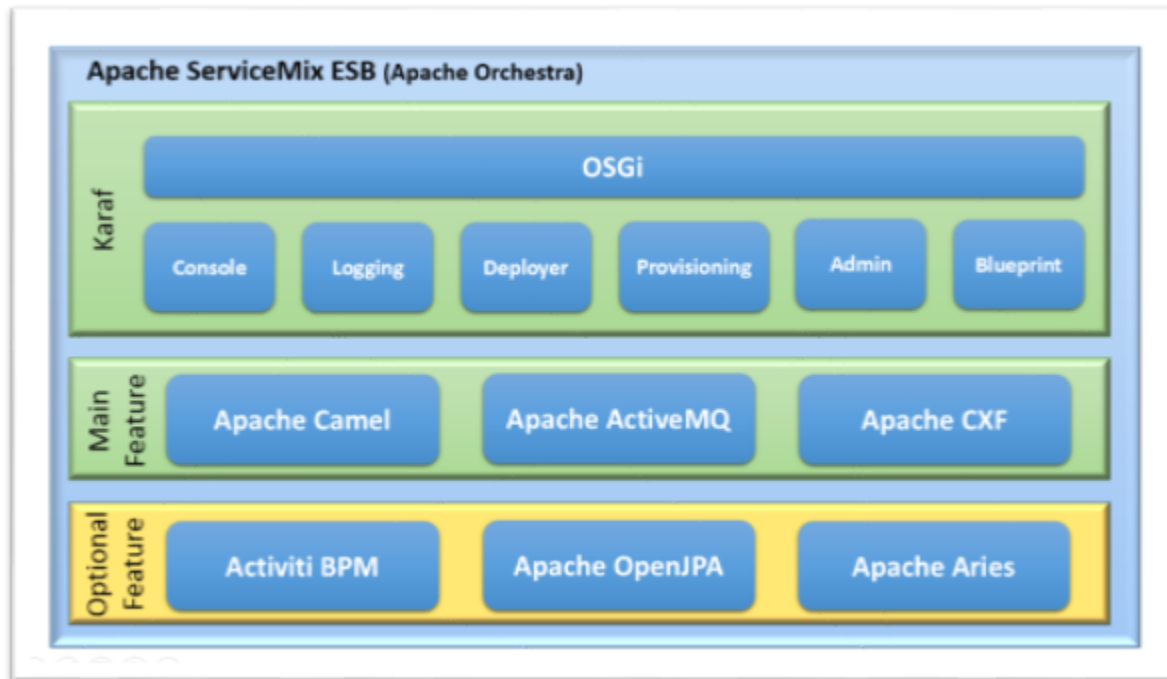 Apache ServiceMix ESB (Apache Orchestra)
Karaf
OSGi
Console
Logging
Deployer
Provisioning
Admin
Blueprint
Main
Feature
Apache Camel
Apache ActiveMQ
Apache CXF
Optional
Feature
Activiti BPM
Apache OpenJPA
Apache Aries